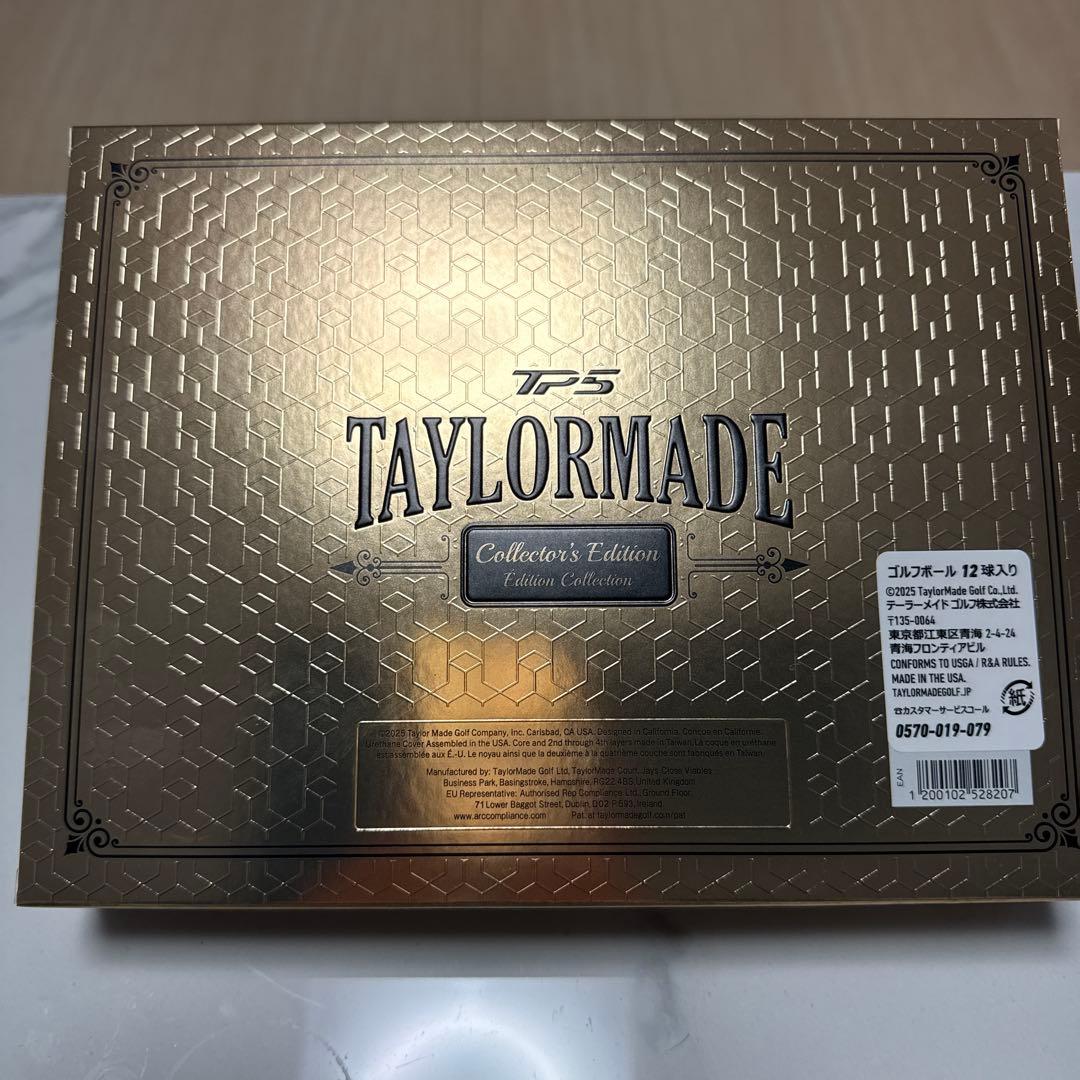 TP5
TAYLORMADE
Collector's Edition
Édition Collection
ゴルフボール 12球入り
©2025 TaylorMade Golf Co.,Ltd.
テーラーメイド ゴルフ株式会社
〒135-0064
東京都江東区青海 2-4-24
青海フロンティアビル
CONFORMS TO USGA / R&A RULES.
MADE IN THE USA.
TAYLORMADEGOLF.JP
紙
☎カスタマーサービスコール
0570-019-079
EAN
1 200102 528207
©2025 Taylor Made Golf Company, Inc. Carlsbad, CA USA. Designed in California. Conçue en Californie.
Urethane Cover Assembled in the USA. Core and 2nd through 4th layers made in Taiwan. La coque en uréthane
est assemblée aux É.-U. Le noyau ainsi que la deuxième à la quatrième couche sont fabriqués en Taiwan.
Manufactured by: TaylorMade Golf Ltd, TaylorMade Court, Jays Close Viables
Business Park, Basingstroke, Hampshire, RG22 4BS, United Kingdom
EU Representative: Authorised Rep Compliance Ltd., Ground Floor,
71 Lower Baggot Street, Dublin, D02 P593, Ireland
www.arccompliance.com Pat. at taylormadegolf.com/pat